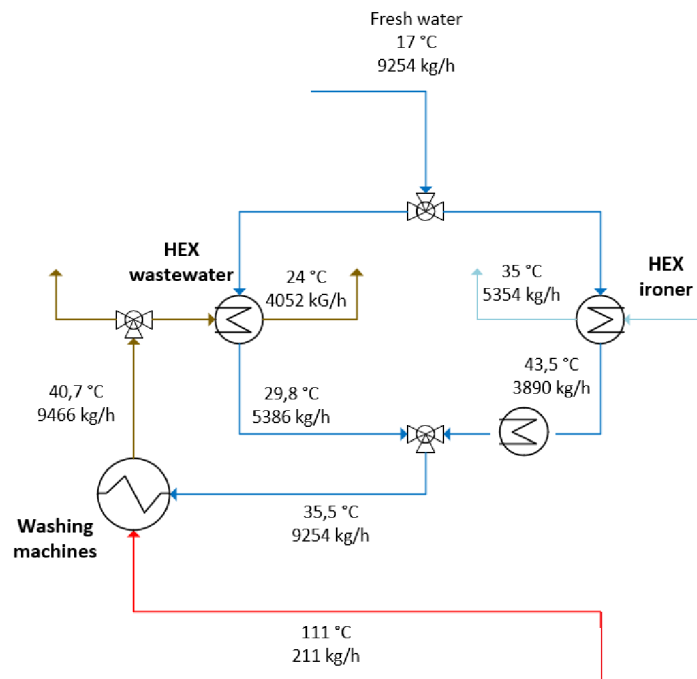 Fresh water
17 °C
9254 kg/h
HEX
wastewater
24 °C
4052 kG/h
35 °C
5354 kg/h
HEX
ironer
40,7 °C
9466 kg/h
29,8 °C
5386 kg/h
43,5 °C
3890 kg/h
Washing
machines
35,5 °C
9254 kg/h
111 °C
211 kg/h